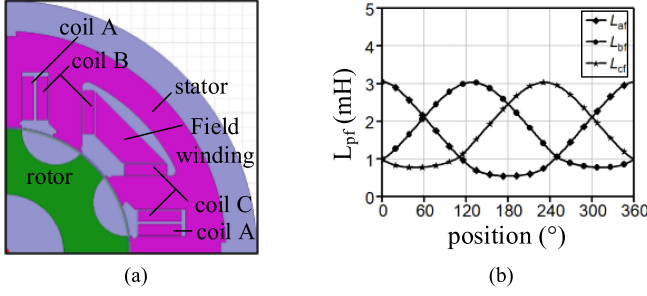 coil A
coil B
stator
Field
winding
rotor
coil C
coil A
(a)
5
4
3
2
1
0
L_pf (mH)
0 60 120 180 240 300 360
position (°)
L_af
L_bf
L_cf
(b)